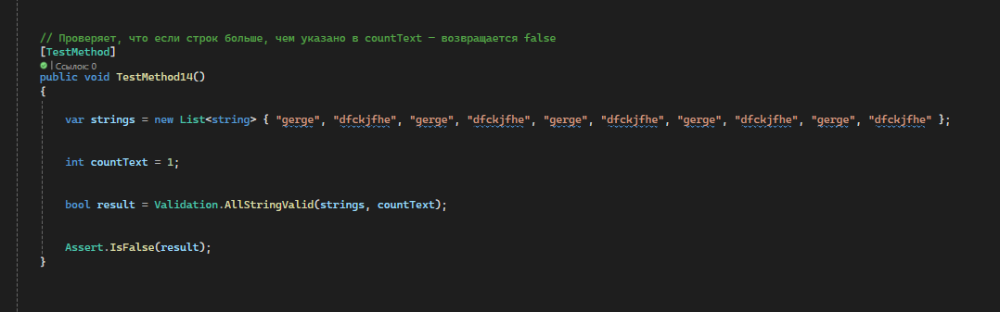 // Проверяет, что если строк больше, чем указано в countText — возвращается false
[TestMethod]
| Ссылок: 0
public void TestMethod14()
{
var strings = new List<string> { "gerge", "dfckjfhe", "gerge", "dfckjfhe", "gerge", "dfckjfhe", "gerge", "dfckjfhe", "gerge", "dfckjfhe" };
int countText = 1;
bool result = Validation.AllStringValid(strings, countText);
Assert.IsFalse(result);
}